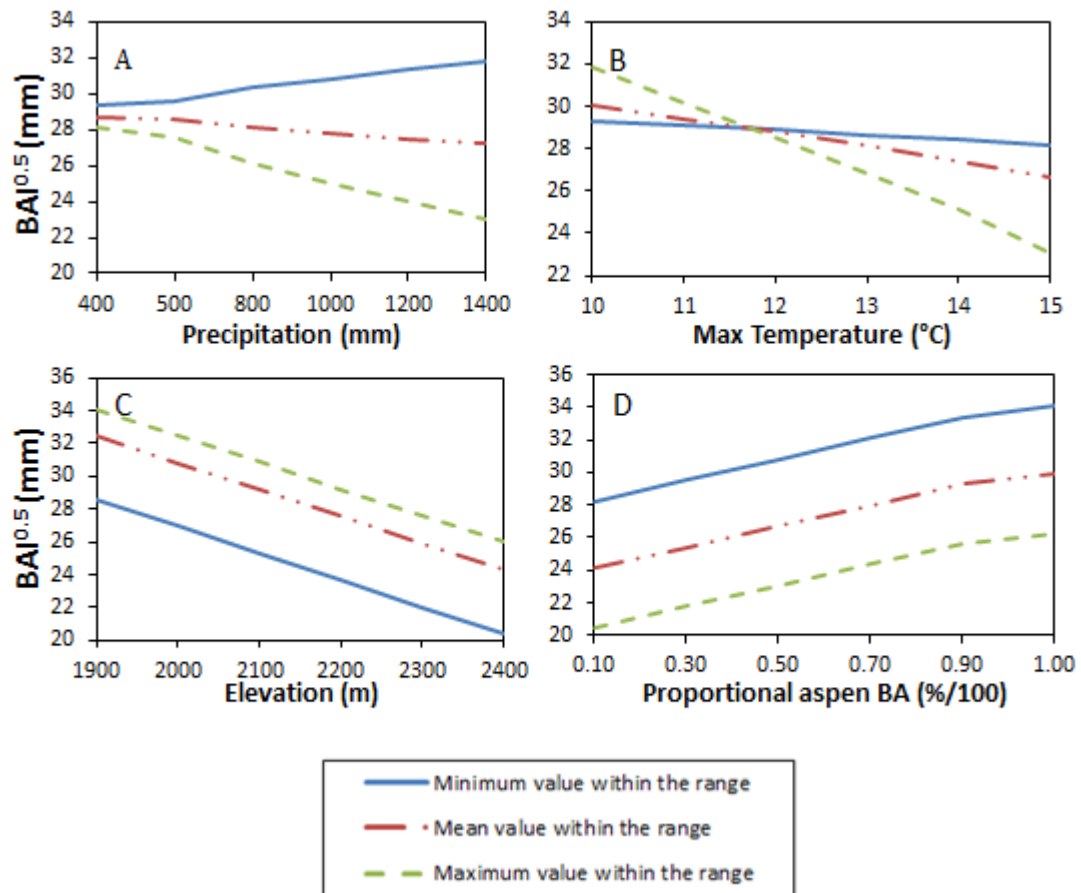 A
BAI^0.5 (mm)
34
32
30
28
26
24
22
20
400 500 800 1000 1200 1400
Precipitation (mm)
B
34
32
30
28
26
24
22
10 11 12 13 14 15
Max Temperature (°C)
C
BAI^0.5 (mm)
36
34
32
30
28
26
24
22
20
1900 2000 2100 2200 2300 2400
Elevation (m)
D
36
34
32
30
28
26
24
22
20
0.10 0.30 0.50 0.70 0.90 1.00
Proportional aspen BA (%/100)
Minimum value within the range
Mean value within the range
Maximum value within the range